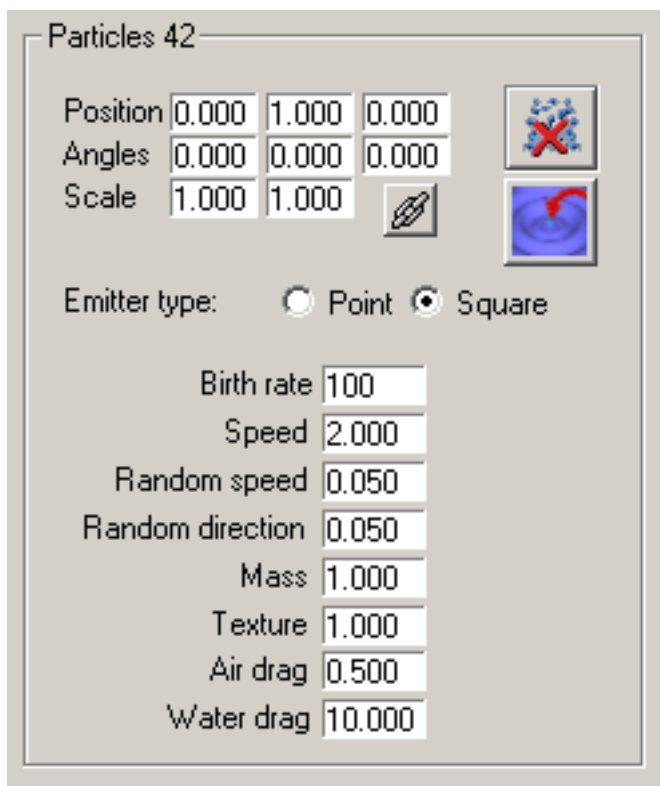 Particles 42
Position 0.000 1.000 0.000
Angles 0.000 0.000 0.000
Scale 1.000 1.000
Emitter type: Point Square
Birth rate 100
Speed 2.000
Random speed 0.050
Random direction 0.050
Mass 1.000
Texture 1.000
Air drag 0.500
Water drag 10.000